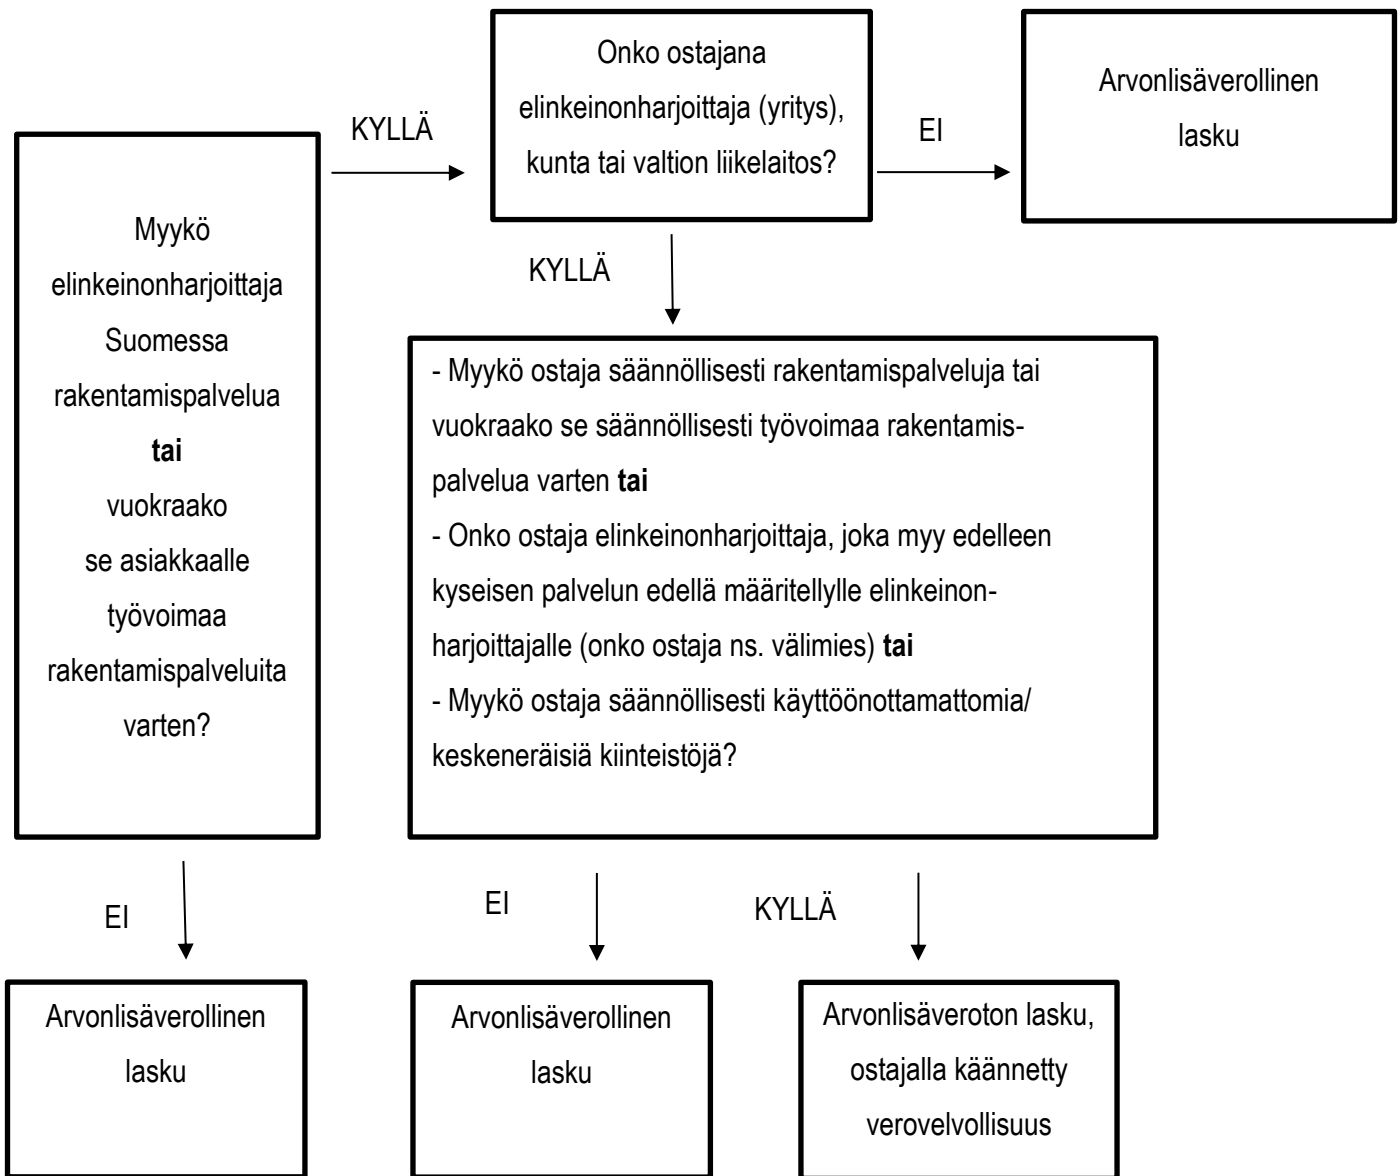 Myykö
elinkeinonharjoittaja
Suomessa
rakentamispalvelua
tai
vuokraako
se asiakkaalle
työvoimaa
rakentamispalveluita
varten?
KYLLÄ
Onko ostajana
elinkeinonharjoittaja (yritys),
kunta tai valtion liikelaitos?
EI
Arvonlisäverollinen
lasku
KYLLÄ
- Myykö ostaja säännöllisesti rakentamispalveluja tai
vuokraako se säännöllisesti työvoimaa rakentamis-
palvelua varten tai
- Onko ostaja elinkeinonharjoittaja, joka myy edelleen
kyseisen palvelun edellä määritellylle elinkeinon-
harjoittajalle (onko ostaja ns. välimies) tai
- Myykö ostaja säännöllisesti käyttöönottamattomia/
keskeneräisiä kiinteistöjä?
EI
Arvonlisäverollinen
lasku
EI
Arvonlisäverollinen
lasku
KYLLÄ
Arvonlisäveroton lasku,
ostajalla käännetty
verovelvollisuus